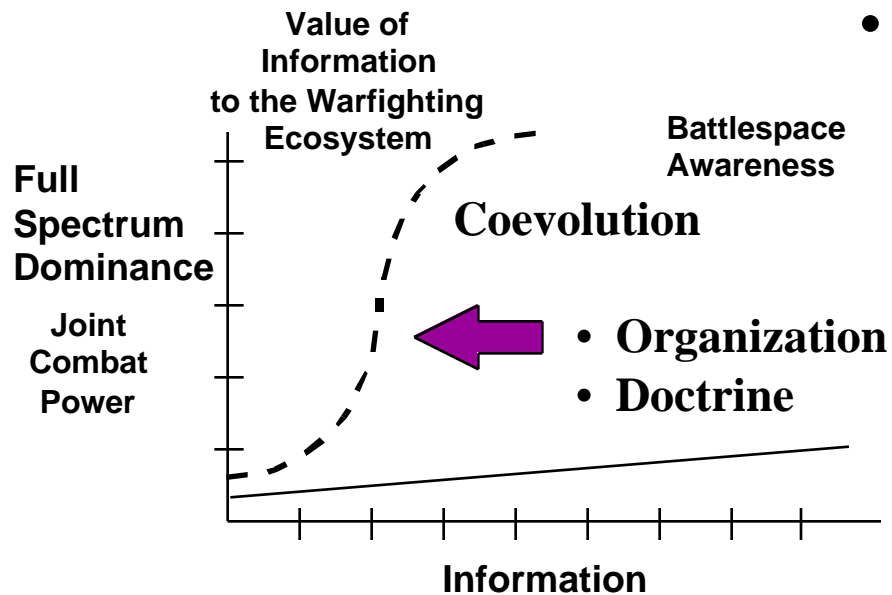 Value of
Information
to the Warfighting
Ecosystem
•
Battlespace
Awareness
Full
Spectrum
Dominance
Coevolution
Joint
Combat
Power
• Organization
• Doctrine
Information